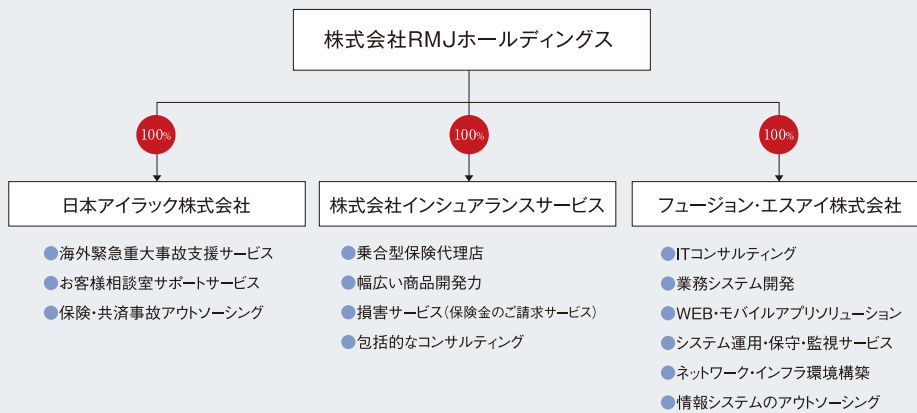 株式会社RMJホールディングス
100%
100%
100%
日本アイラック株式会社
株式会社インシュアランスサービス
フュージョン・エスアイ株式会社
●海外緊急重大事故支援サービス
●お客様相談室サポートサービス
●保険・共済事故アウトソーシング
●乗合型保険代理店
●幅広い商品開発力
●損害サービス(保険金のご請求サービス)
●包括的なコンサルティング
●ITコンサルティング
●業務システム開発
●WEB・モバイルアプリソリューション
●システム運用・保守・監視サービス
●ネットワーク・インフラ環境構築
●情報システムのアウトソーシング